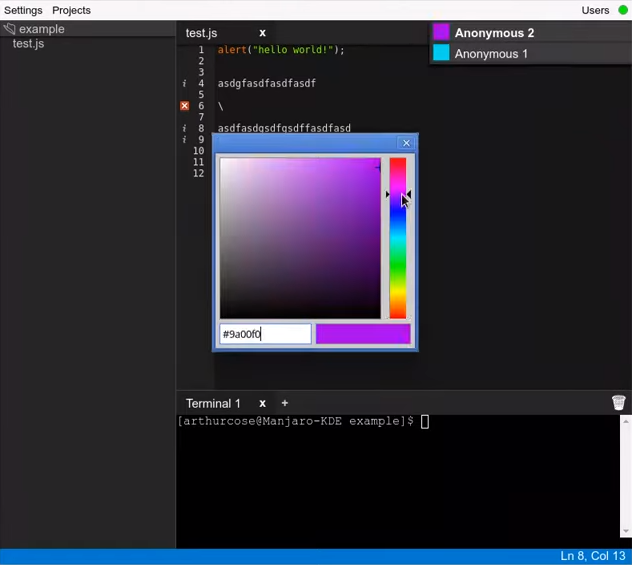 Settings Projects Users
example
test.js
test.js x
Anonymous 2
Anonymous 1
1 alert("hello world!");
2
3
4 asdgfasdfasdfasdf
5
6 \
8 asdfasdgsdfgsdffasdfasd
9
10
11
12
#9a00f0
Terminal 1 x +
[arthurcose@Manjaro-KDE example]$
Ln 8, Col 13